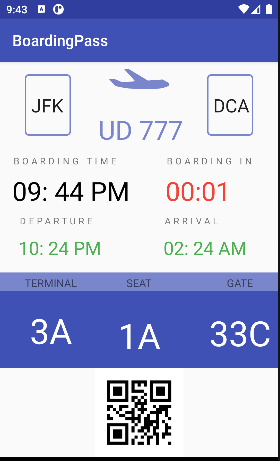 9:43
BoardingPass
JFK
DCA
UD 777
BOARDING TIME BOARDING IN
09: 44 PM 00:01
DEPARTURE ARRIVAL
10: 24 PM 02: 24 AM
TERMINAL SEAT GATE
3A 1A 33C